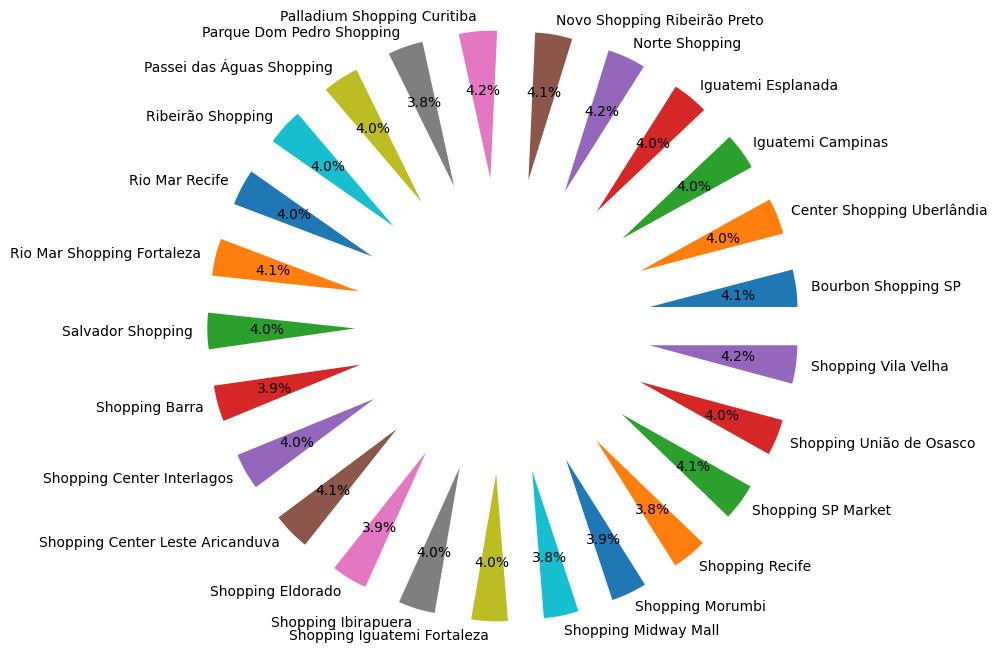 Palladium Shopping Curitiba
4.2%
Novo Shopping Ribeirão Preto
4.1%
Parque Dom Pedro Shopping
3.8%
Norte Shopping
4.2%
Passei das Águas Shopping
4.0%
Iguatemi Esplanada
4.0%
Ribeirão Shopping
4.0%
Iguatemi Campinas
4.0%
Rio Mar Recife
4.0%
Center Shopping Uberlândia
4.0%
Rio Mar Shopping Fortaleza
4.1%
Bourbon Shopping SP
4.1%
Salvador Shopping
4.0%
Shopping Vila Velha
4.2%
Shopping Barra
3.9%
Shopping União de Osasco
4.0%
Shopping Center Interlagos
4.0%
Shopping SP Market
4.1%
Shopping Center Leste Aricanduva
4.1%
Shopping Recife
3.8%
Shopping Eldorado
3.9%
Shopping Morumbi
3.9%
Shopping Ibirapuera
4.0%
Shopping Midway Mall
3.8%
Shopping Iguatemi Fortaleza
4.0%